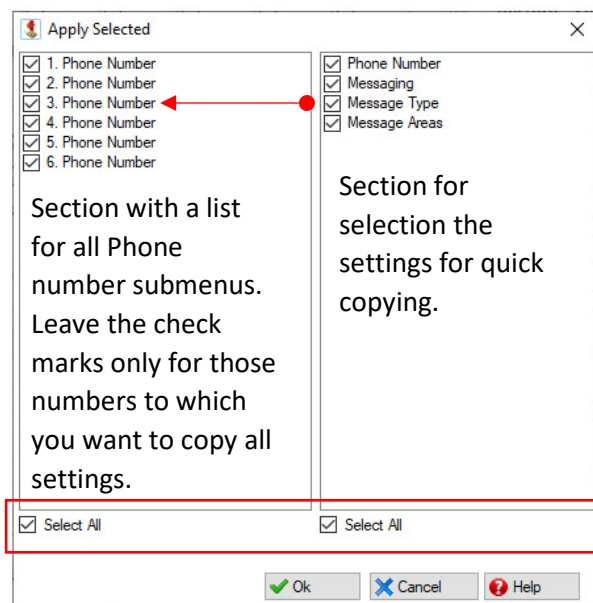 Apply Selected
1. Phone Number
2. Phone Number
3. Phone Number
4. Phone Number
5. Phone Number
6. Phone Number
Section with a list
for all Phone
number submenus.
Leave the check
marks only for those
numbers to which
you want to copy all
settings.
Select All
Phone Number
Messaging
Message Type
Message Areas
Section for
selection the
settings for quick
copying.
Select All
Ok
Cancel
Help